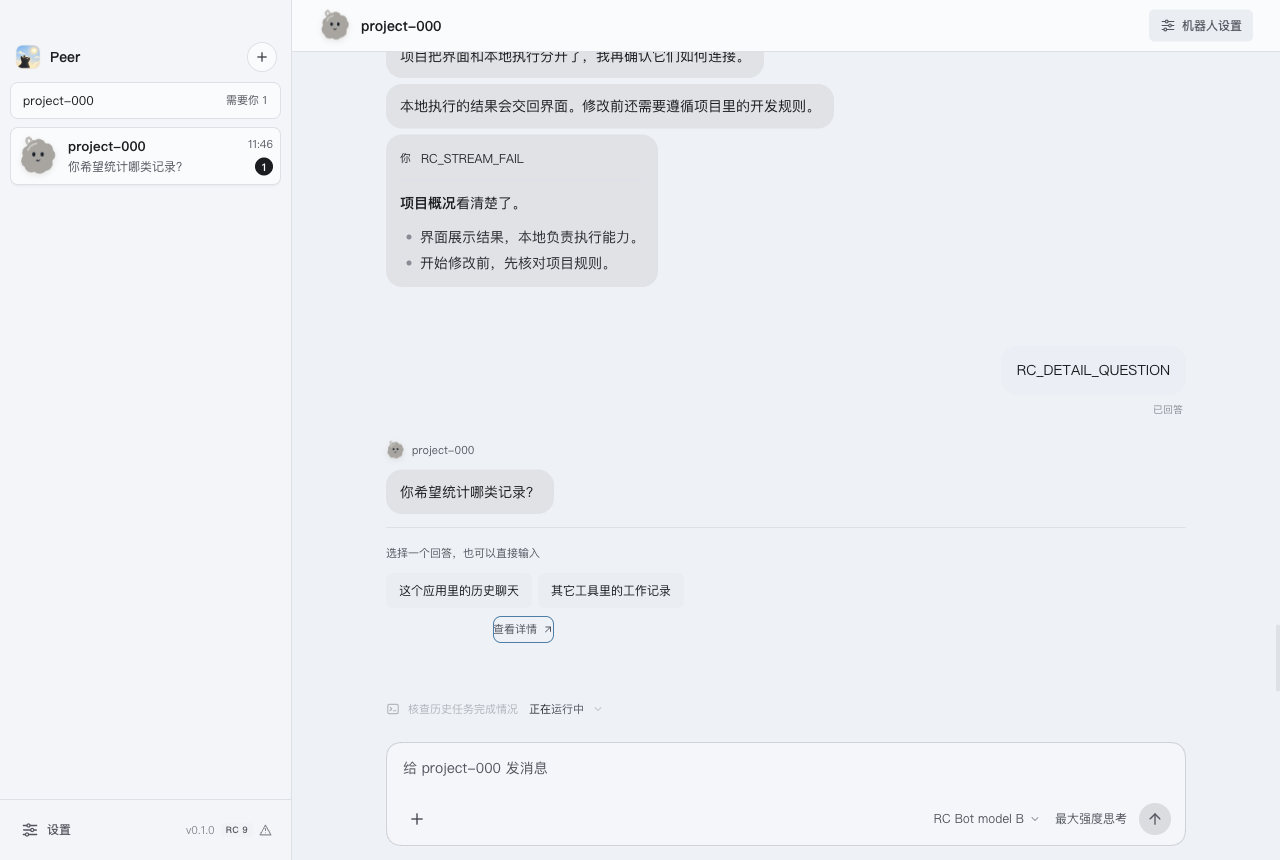 Peer
project-000
需要你 1
project-000
11:46
你希望统计哪类记录？
1
设置
v0.1.0
RC 9
project-000
机器人设置
项目把界面和本地执行分开了，我再确认它们如何连接。
本地执行的结果会交回界面。修改前还需要遵循项目里的开发规则。
你 RC_STREAM_FAIL
项目概况看清楚了。
界面展示结果，本地负责执行能力。
开始修改前，先核对项目规则。
RC_DETAIL_QUESTION
已回答
project-000
你希望统计哪类记录？
选择一个回答，也可以直接输入
这个应用里的历史聊天
其它工具里的工作记录
查看详情
核查历史任务完成情况 正在运行中
给 project-000 发消息
RC Bot model B
最大强度思考